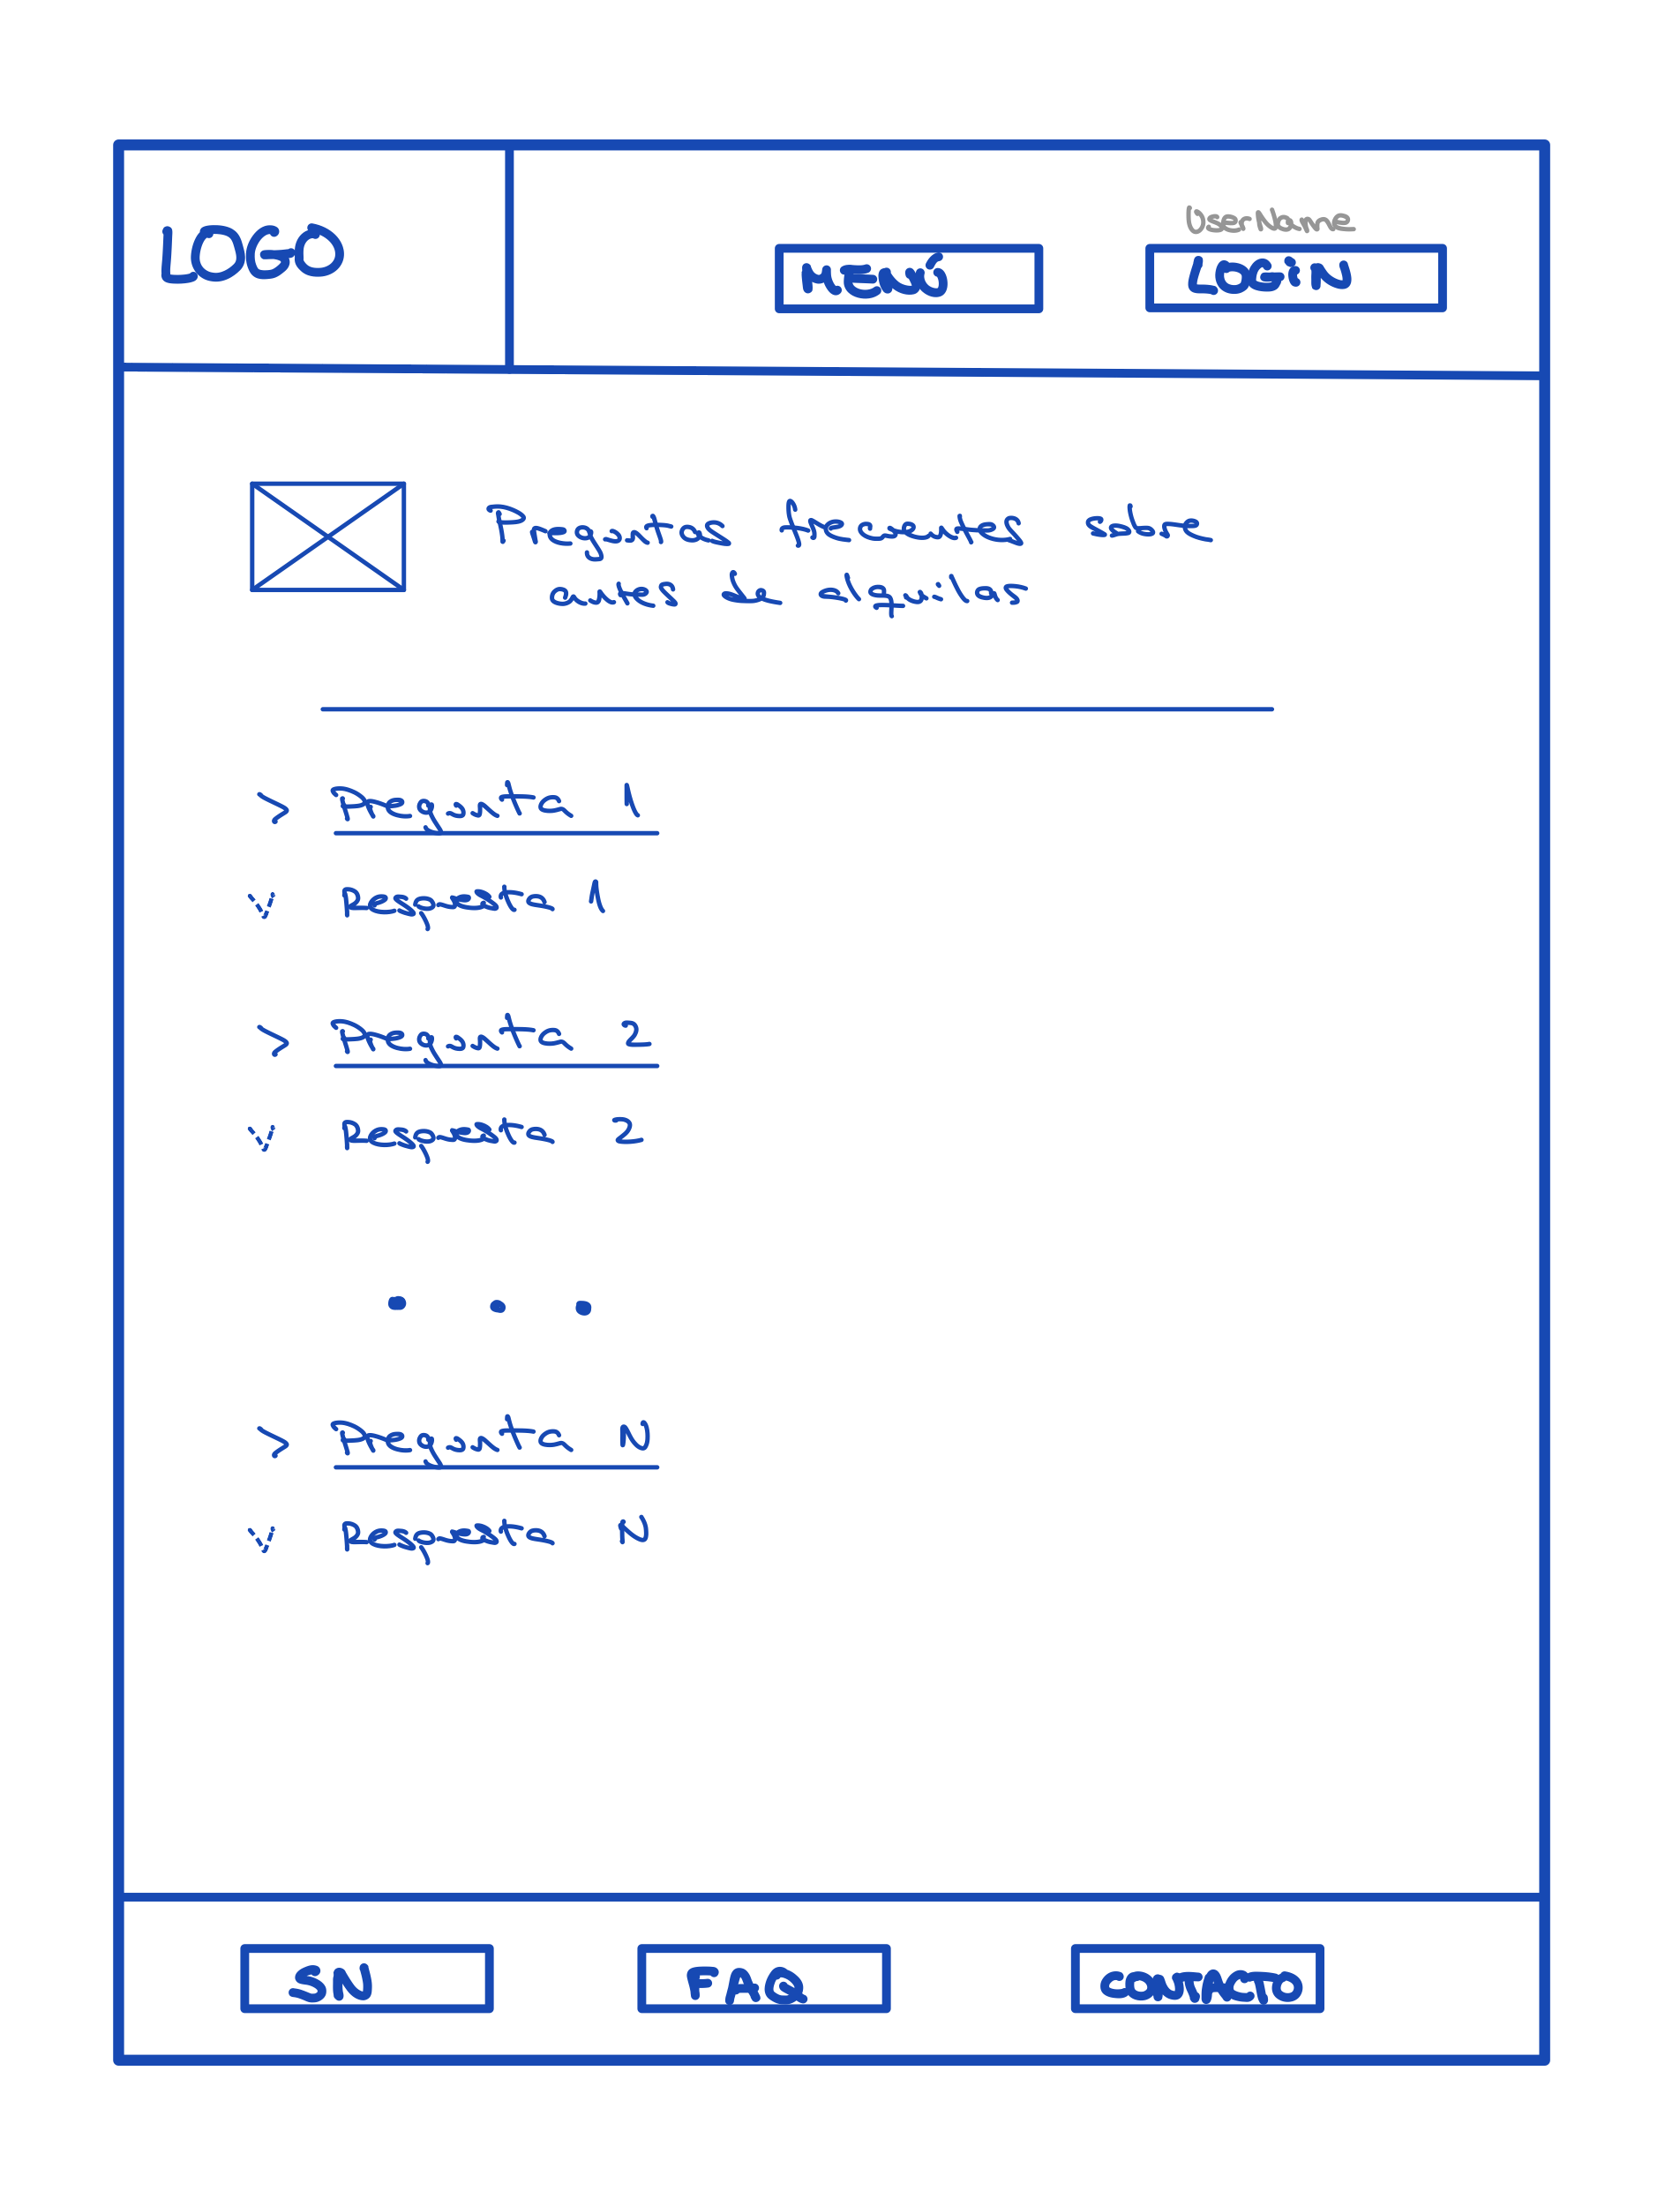 LOGO
UserName
MENÚ
LOGIN
Preguntas frecuentes sobre
antes de alquilar
> Pregunta 1
Respuesta 1
> Pregunta 2
Respuesta 2
. . .
> Pregunta N
Respuesta N
SN
FAQ
CONTACTO